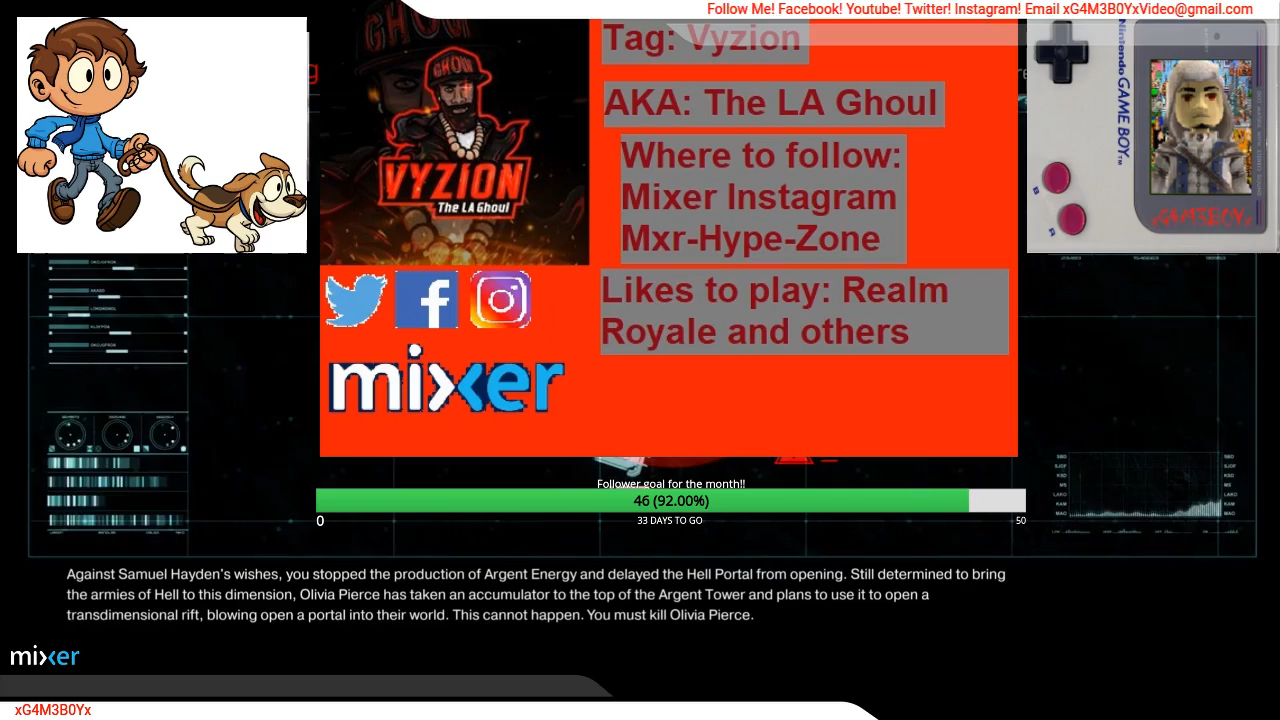 Follow Me! Facebook! Youtube! Twitter! Instagram! Email xG4M3B0YxVideo@gmail.com
Tag: Vyzion
AKA: The LA Ghoul
Where to follow:
Mixer Instagram
Mxr-Hype-Zone
Likes to play: Realm
Royale and others
GHOUL
VYZION
The LA Ghoul
mixer
Nintendo GAME BOY™
xG4M3B0Yx
Follower goal for the month!!
46 (92.00%)
0
33 DAYS TO GO
50
Against Samuel Hayden's wishes, you stopped the production of Argent Energy and delayed the Hell Portal from opening. Still determined to bring
the armies of Hell to this dimension, Olivia Pierce has taken an accumulator to the top of the Argent Tower and plans to use it to open a
transdimensional rift, blowing open a portal into their world. This cannot happen. You must kill Olivia Pierce.
mixer
xG4M3B0Yx